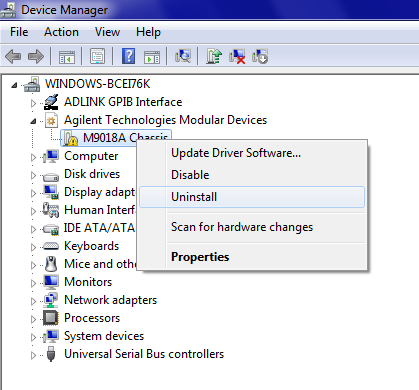 Device Manager
File Action View Help
WINDOWS-BCEI76K
ADLINK GPIB Interface
Agilent Technologies Modular Devices
M9018A Chassis
Computer
Disk drives
Display adapt
Human Interf
IDE ATA/ATA
Keyboards
Mice and othe
Monitors
Network adapters
Processors
System devices
Universal Serial Bus controllers
Update Driver Software...
Disable
Uninstall
Scan for hardware changes
Properties